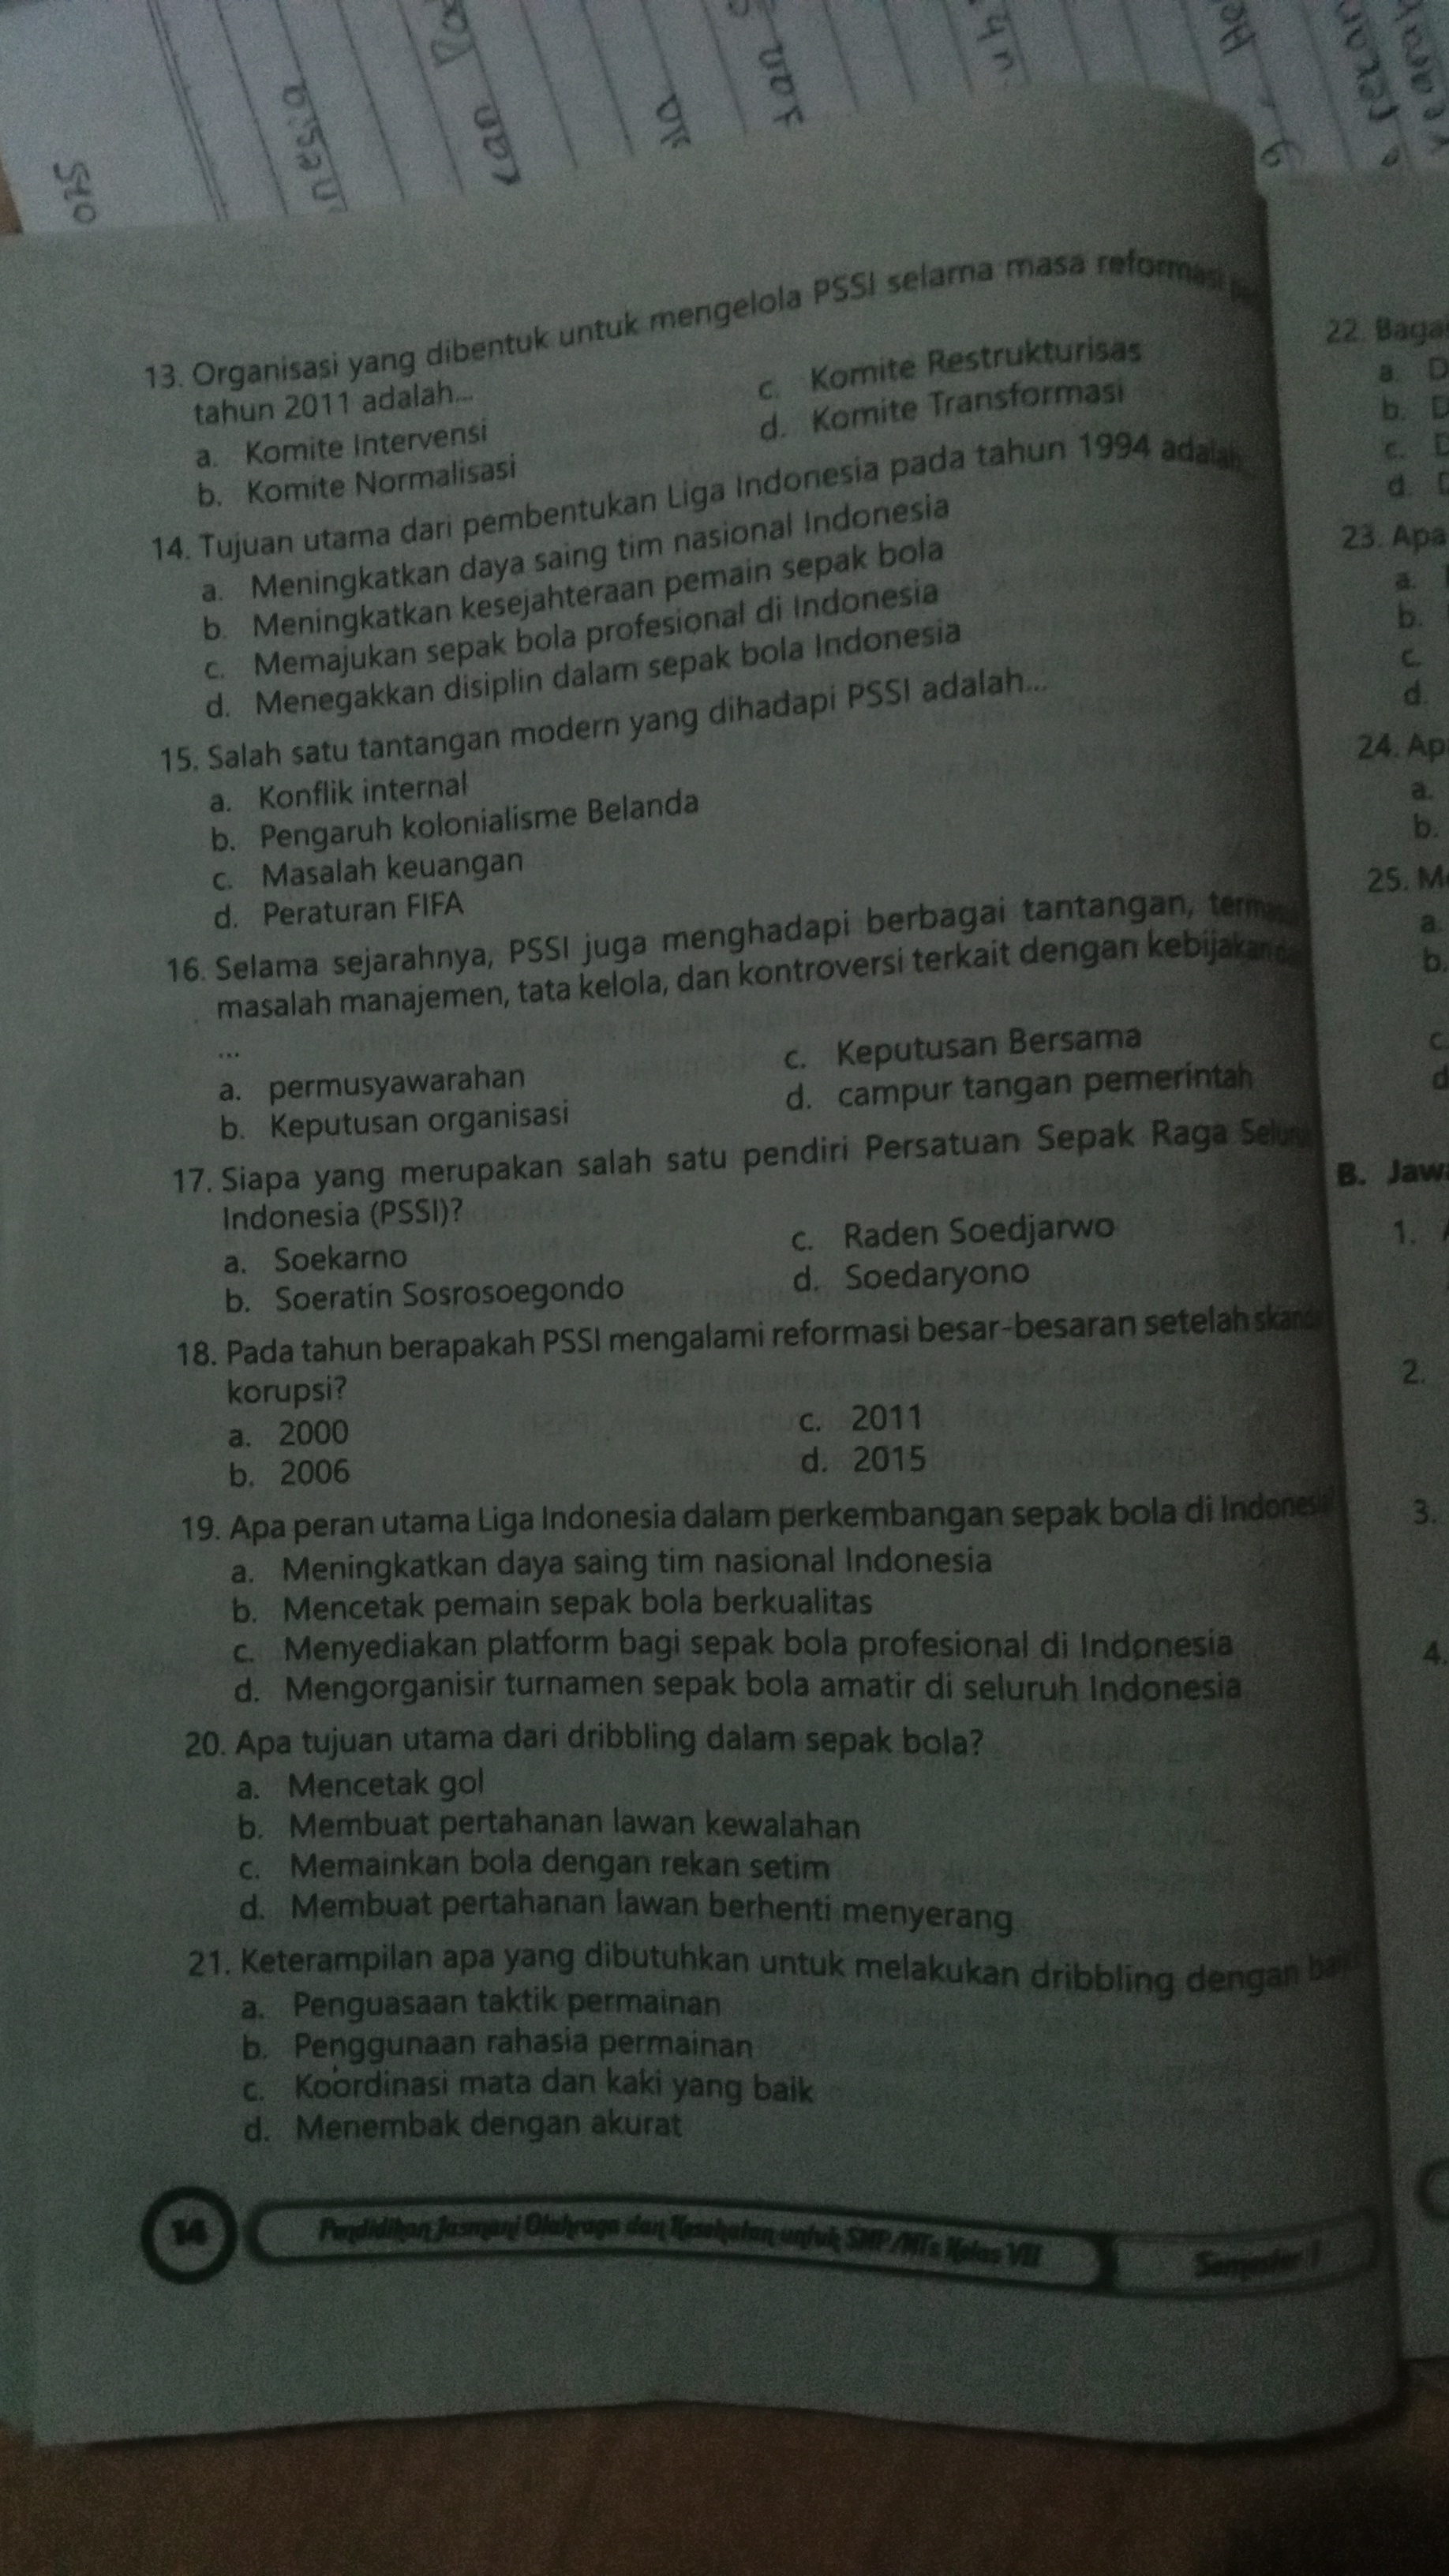 13. Organisasi yang dibentuk untuk mengelola PSSI selama masa reformasi
tahun 2011 adalah...
a. Komite Intervensi
b. Komite Normalisasi
c. Komite Restrukturisas
d. Komite Transformasi
14. Tujuan utama dari pembentukan Liga Indonesia pada tahun 1994 adalah
a. Meningkatkan daya saing tim nasional Indonesia
b. Meningkatkan kesejahteraan pemain sepak bola
c. Memajukan sepak bola profesional di Indonesia
d. Menegakkan disiplin dalam sepak bola Indonesia
15. Salah satu tantangan modern yang dihadapi PSSI adalah...
a. Konflik internal
b. Pengaruh kolonialisme Belanda
c. Masalah keuangan
d. Peraturan FIFA
16. Selama sejarahnya, PSSI juga menghadapi berbagai tantangan,
masalah manajemen, tata kelola, dan kontroversi terkait dengan kebijakan
...
a. permusyawarahan
b. Keputusan organisasi
c. Keputusan Bersama
d. campur tangan pemerintah
17. Siapa yang merupakan salah satu pendiri Persatuan Sepak Raga
Indonesia (PSSI)?
a. Soekarno
b. Soeratin Sosrosoegondo
c. Raden Soedjarwo
d. Soedaryono
18. Pada tahun berapakah PSSI mengalami reformasi besar-besaran setelah
korupsi?
a. 2000
b. 2006
c. 2011
d. 2015
19. Apa peran utama Liga Indonesia dalam perkembangan sepak bola di
a. Meningkatkan daya saing tim nasional Indonesia
b. Mencetak pemain sepak bola berkualitas
c. Menyediakan platform bagi sepak bola profesional di Indonesia
d. Mengorganisir turnamen sepak bola amatir di seluruh Indonesia
20. Apa tujuan utama dari dribbling dalam sepak bola?
a. Mencetak gol
b. Membuat pertahanan lawan kewalahan
c. Memainkan bola dengan rekan setim
d. Membuat pertahanan lawan berhenti menyerang
21. Keterampilan apa yang dibutuhkan untuk melakukan dribbling dengan
a. Penguasaan taktik permainan
b. Penggunaan rahasia permainan
c. Koordinasi mata dan kaki yang baik
d. Menembak dengan akurat
14 Pendidikan Jasmani Olahraga dan Kesehatan untuk SMP/MTs Kelas VII Semester 1
22.
a.
b.
c.
d.
23. Apa
a.
b.
c.
d.
24.
a.
b.
25.
a.
b.
c.
d
B.
1.
2.
3.
4.